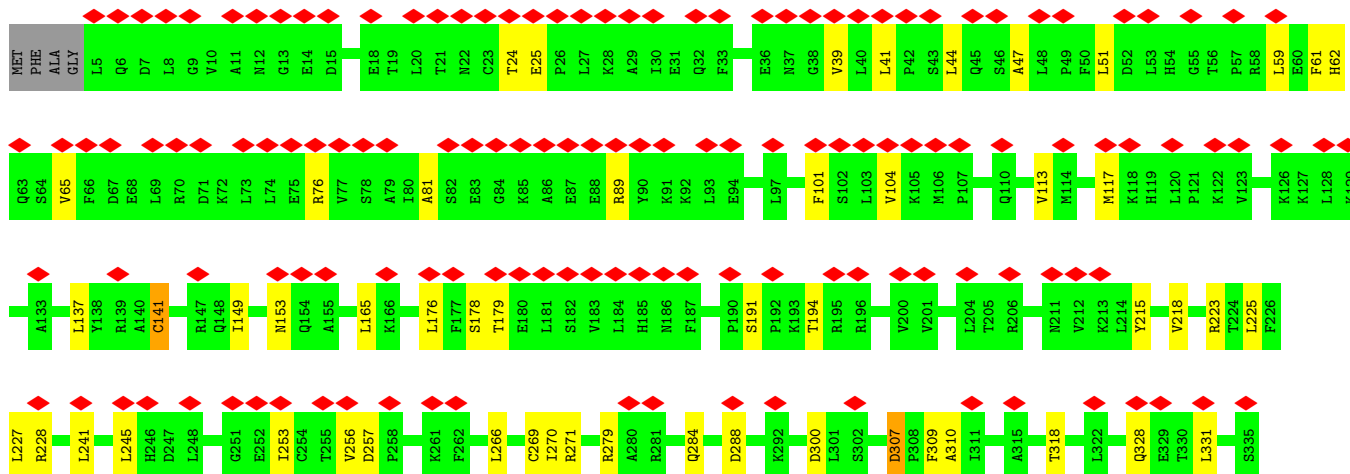 MET PHE ALA GLY L5 Q6 D7 L8 G9 V10 A11 N12 G13 E14 D15 E18 T19 L20 T21 N22 C23 T24 E25 P26 L27 K28 A29 I30 E31 Q32 F33 E36 N37 G38 V39 L40 L41 P42 S43 L44 Q45 S46 A47 L48 P49 F50 L51 D52 L53 H54 G55 T56 P57 R58 L59 E60 F61 H62
Q63 S64 V65 F66 D67 E68 L69 R70 D71 K72 L73 L74 E75 R76 V77 S78 A79 I80 A81 S82 E83 G84 K85 A86 E87 E88 R89 Y90 K91 K92 L93 E94 L97 F101 S102 L103 V104 K105 M106 P107 Q110 V113 M114 M117 K118 H119 L120 P121 K122 V123 K126 K127 L128 K129
A133 L137 Y138 R139 A140 C141 R147 Q148 I149 N153 Q154 A155 L165 K166 L176 F177 S178 T179 E180 L181 S182 V183 L184 H185 N186 F187 P190 S191 P192 K193 T194 R195 R196 V200 V201 L204 T205 R206 N211 V212 K213 L214 Y215 V218 R223 T224 L225 F226
L227 R228 L241 L245 H246 D247 L248 G251 E252 I253 C254 T255 V256 D257 P258 K261 F262 L266 C269 I270 R271 R279 A280 R281 Q284 D288 K292 D300 L301 S302 D307 P308 F309 A310 I311 A315 T318 L322 Q328 E329 T330 L331 S335